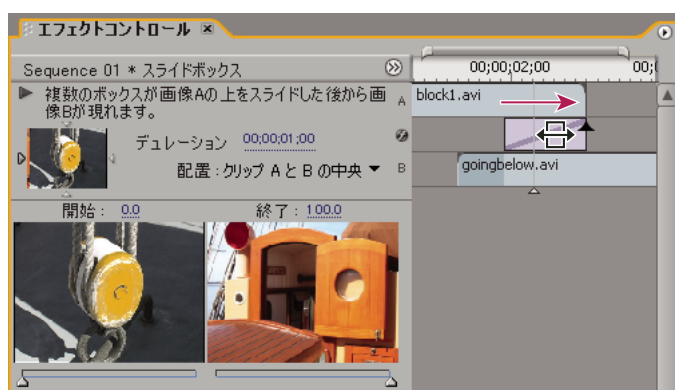 エフェクトコントロール
Sequence 01 * スライドボックス
00;00;02;00
複数のボックスが画像Aの上をスライドした後から画
像Bが現れます。
A
block1.avi
デュレーション 00;00;01;00
配置:クリップ A と B の中央
B
goingbelow.avi
開始: 0.0
終了: 100.0